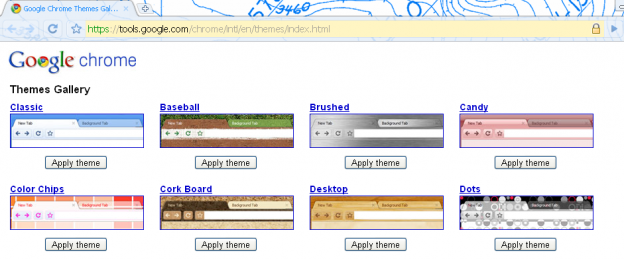 Google Chrome Themes Gal...
3460
https://tools.google.com/chrome/intl/en/themes/index.html
Google chrome
Themes Gallery
Classic Baseball Brushed Candy
New Tab Background Tab New Tab Background Tab New Tab Background Tab New Tab Background Tab
Apply theme Apply theme Apply theme Apply theme
Color Chips Cork Board Desktop Dots
New Tab Background Tab New Tab Background Tab New Tab Background Tab New Tab Background Tab
Apply theme Apply theme Apply theme Apply theme